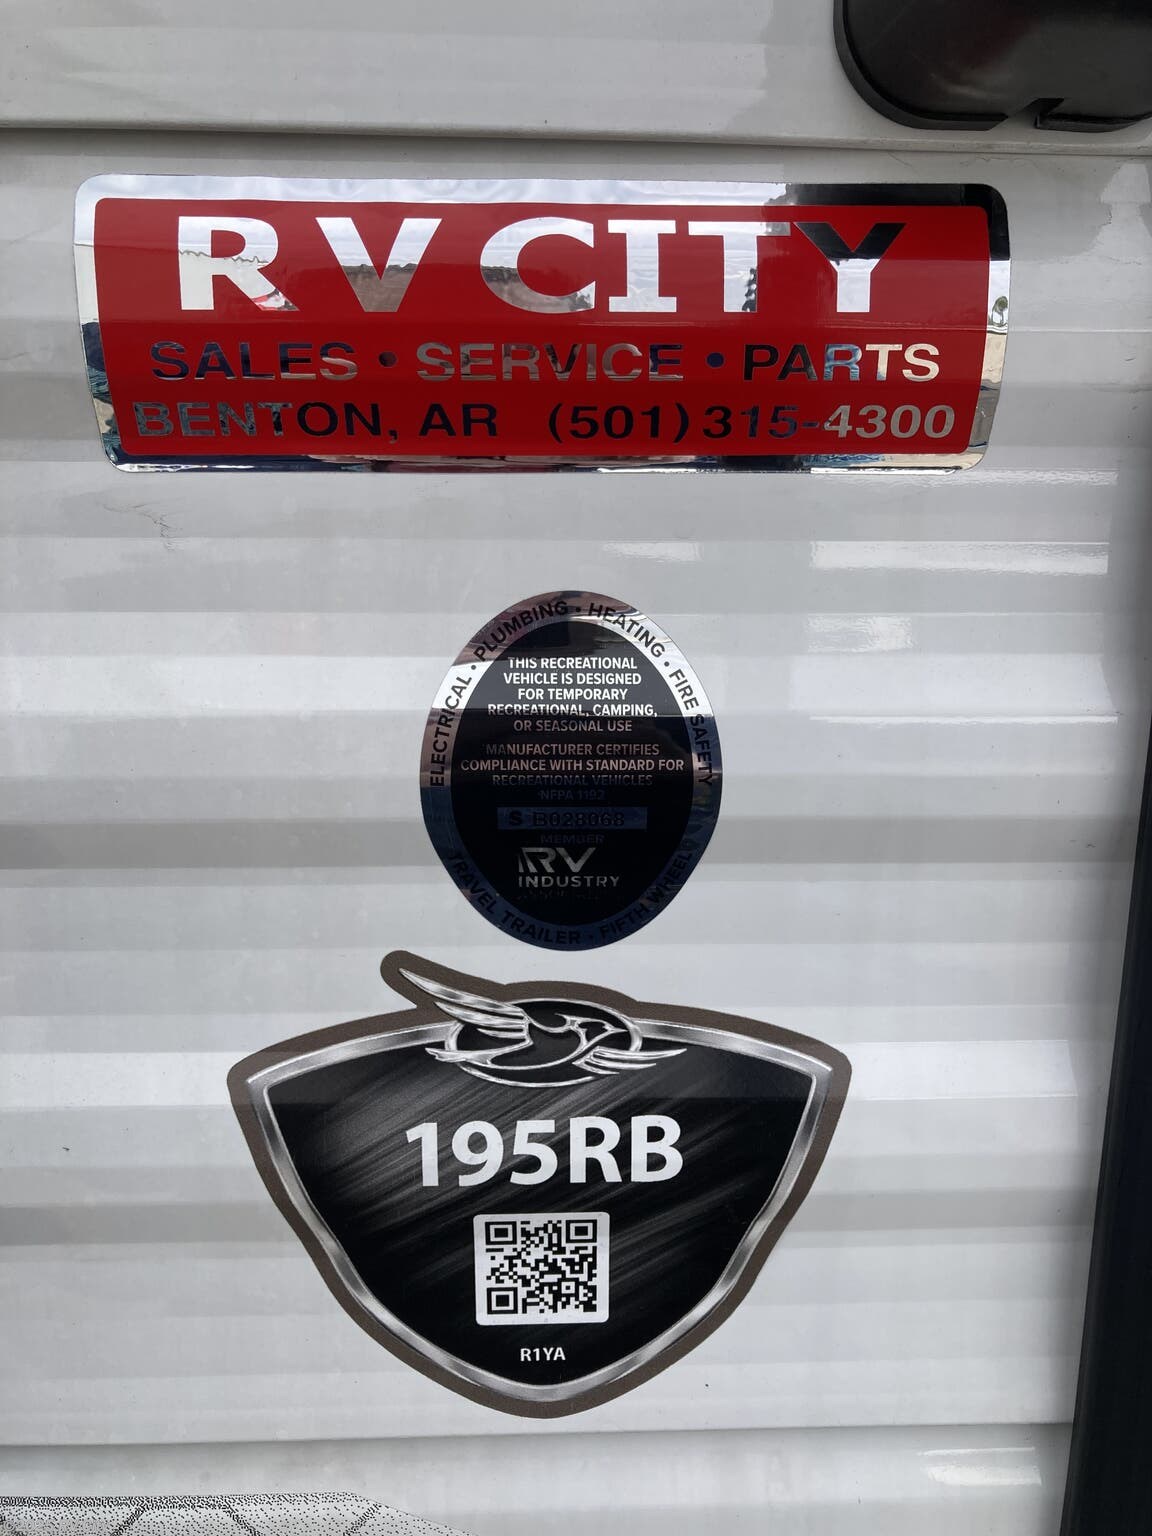 RV CITY
SALES • SERVICE • PARTS
BENTON, AR (501) 315-4300
ELECTRICAL • PLUMBING • HEATING • FIRE SAFETY
THIS RECREATIONAL
VEHICLE IS DESIGNED
FOR TEMPORARY
RECREATIONAL, CAMPING,
OR SEASONAL USE
MANUFACTURER CERTIFIES
COMPLIANCE WITH STANDARD FOR
RECREATIONAL VEHICLES
NFPA 1192
S B028068
MEMBER
RV
INDUSTRY
TRAVEL TRAILER • FIFTH WHEEL
195RB
R1YA